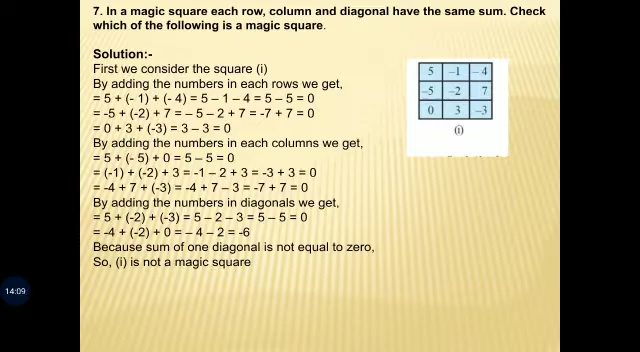 7. In a magic square each row, column and diagonal have the same sum. Check
which of the following is a magic square.
Solution:-
First we consider the square (i)
By adding the numbers in each rows we get,
= 5 + (- 1) + (- 4) = 5 – 1 – 4 = 5 – 5 = 0
= -5 + (-2) + 7 = – 5 – 2 + 7 = -7 + 7 = 0
= 0 + 3 + (-3) = 3 – 3 = 0
By adding the numbers in each columns we get,
= 5 + (- 5) + 0 = 5 – 5 = 0
= (-1) + (-2) + 3 = -1 – 2 + 3 = -3 + 3 = 0
= -4 + 7 + (-3) = -4 + 7 – 3 = -7 + 7 = 0
By adding the numbers in diagonals we get,
= 5 + (-2) + (-3) = 5 – 2 – 3 = 5 – 5 = 0
= -4 + (-2) + 0 = – 4 – 2 = -6
Because sum of one diagonal is not equal to zero,
So, (i) is not a magic square
5 –1 –4
–5 –2 7
0 3 –3
(i)
14:09